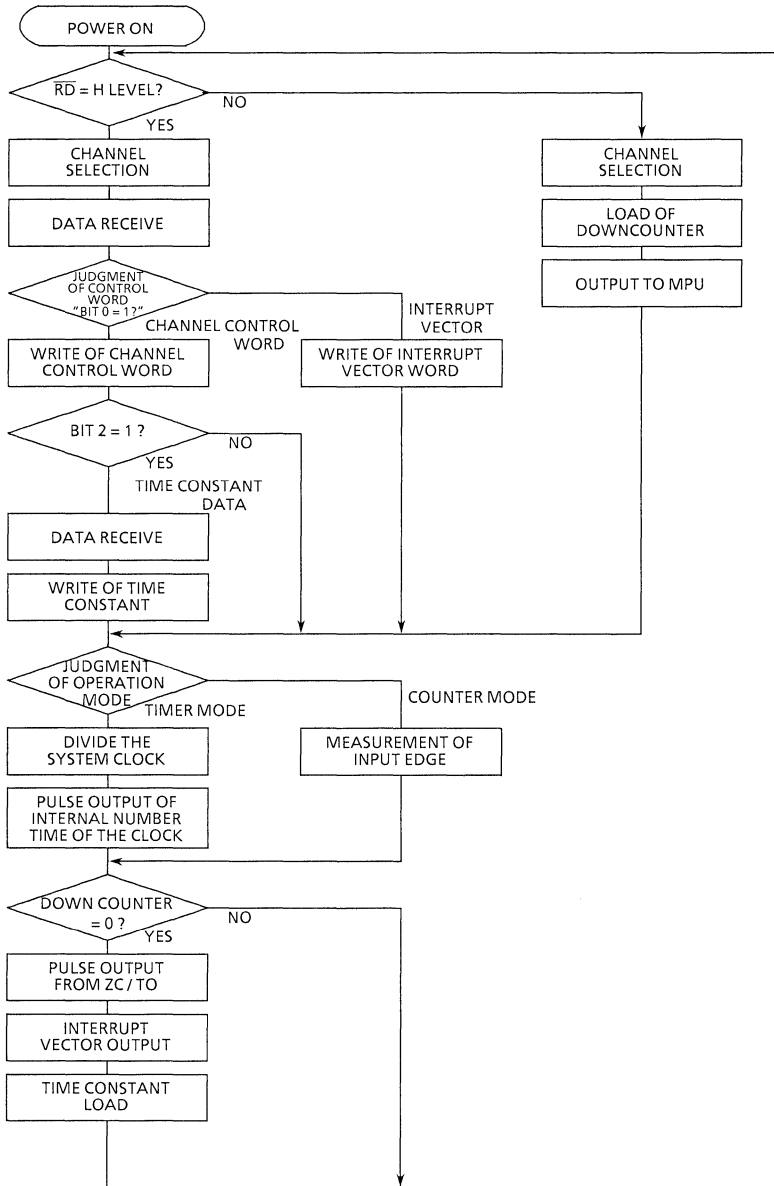 POWER ON
R̅D̅ = H LEVEL?
NO
YES
CHANNEL
SELECTION
CHANNEL
SELECTION
DATA RECEIVE
LOAD OF
DOWNCOUNTER
JUDGMENT
OF CONTROL
WORD
"BIT 0 = 1?"
OUTPUT TO MPU
CHANNEL CONTROL
WORD
INTERRUPT
VECTOR
WRITE OF CHANNEL
CONTROL WORD
WRITE OF INTERRUPT
VECTOR WORD
BIT 2 = 1 ?
NO
YES
TIME CONSTANT
DATA
DATA RECEIVE
WRITE OF TIME
CONSTANT
JUDGMENT
OF OPERATION
MODE
TIMER MODE
COUNTER MODE
DIVIDE THE
SYSTEM CLOCK
MEASUREMENT OF
INPUT EDGE
PULSE OUTPUT OF
INTERNAL NUMBER
TIME OF THE CLOCK
DOWN COUNTER
= 0 ?
NO
YES
PULSE OUTPUT
FROM ZC / TO
INTERRUPT
VECTOR OUTPUT
TIME CONSTANT
LOAD